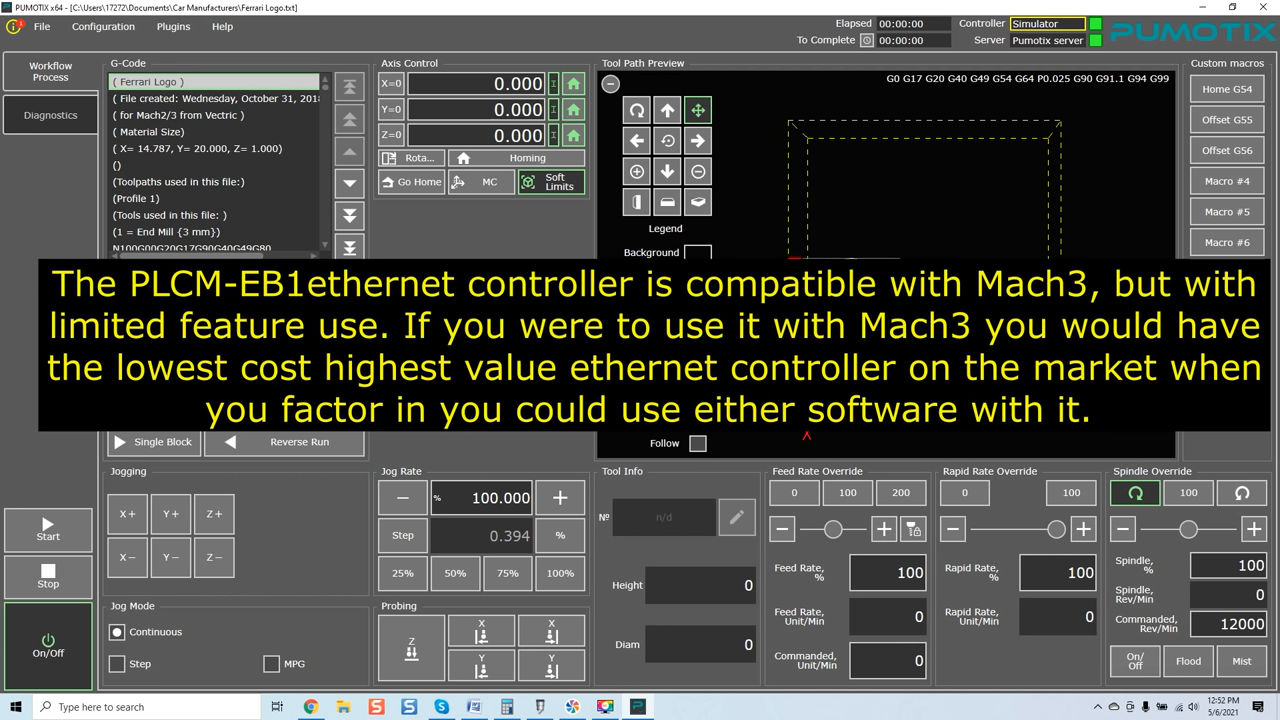 PUMOTIX x64 - [C:\Users\17272\Documents\Car Manufacturers\Ferrari Logo.txt]
File Configuration Plugins Help
Elapsed 00:00:00 Controller Simulator
To Complete 00:00:00 Server Pumotix server
PUMOTIX
Workflow
Process
Diagnostics
G-Code
( Ferrari Logo )
( File created: Wednesday, October 31, 201
( for Mach2/3 from Vectric )
( Material Size)
( X= 14.787, Y= 20.000, Z= 1.000)
()
(Toolpaths used in this file:)
(Profile 1)
(Tools used in this file: )
(1 = End Mill {3 mm})
N100G00G20G17G90G40G49G80
Axis Control
X=0 0.000
Y=0 0.000
Z=0 0.000
Rota... Homing
Go Home MC Soft
Limits
Tool Path Preview
G0 G17 G20 G40 G49 G54 G64 P0.025 G90 G91.1 G94 G99
Legend
Background
Custom macros
Home G54
Offset G55
Offset G56
Macro #4
Macro #5
Macro #6
The PLCM-EB1ethernet controller is compatible with Mach3, but with
limited feature use. If you were to use it with Mach3 you would have
the lowest cost highest value ethernet controller on the market when
you factor in you could use either software with it.
Single Block Reverse Run
Follow
Jogging
X+ Y+ Z+
X- Y- Z-
Jog Mode
Continuous
Step MPG
Start
Stop
On/Off
Jog Rate
% 100.000
Step 0.394 %
25% 50% 75% 100%
Probing
Z X X
Y Y
Tool Info
Nº n/d
Height 0
Diam 0
Feed Rate Override
0 100 200
Feed Rate,
% 100
Feed Rate,
Unit/Min 0
Commanded,
Unit/Min 0
Rapid Rate Override
0 100
Rapid Rate,
% 100
Rapid Rate,
Unit/Min 0
Spindle Override
100
Spindle,
% 100
Spindle,
Rev/Min 0
Commanded,
Rev/Min 12000
On/
Off Flood Mist
Type here to search
12:52 PM
5/6/2021